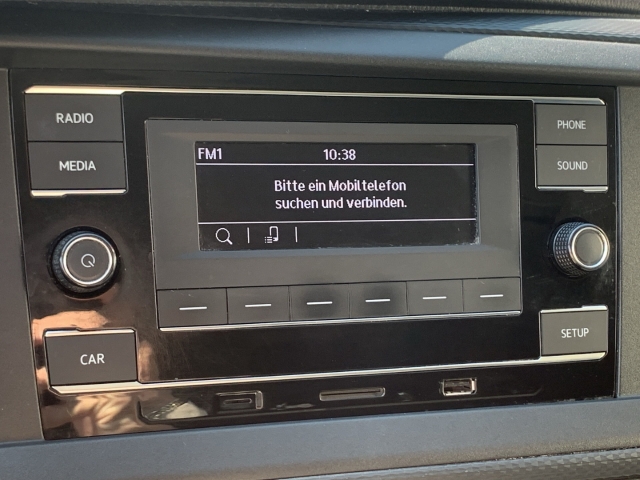 RADIO
MEDIA
FM1 10:38
Bitte ein Mobiltelefon
suchen und verbinden.
PHONE
SOUND
CAR
SETUP